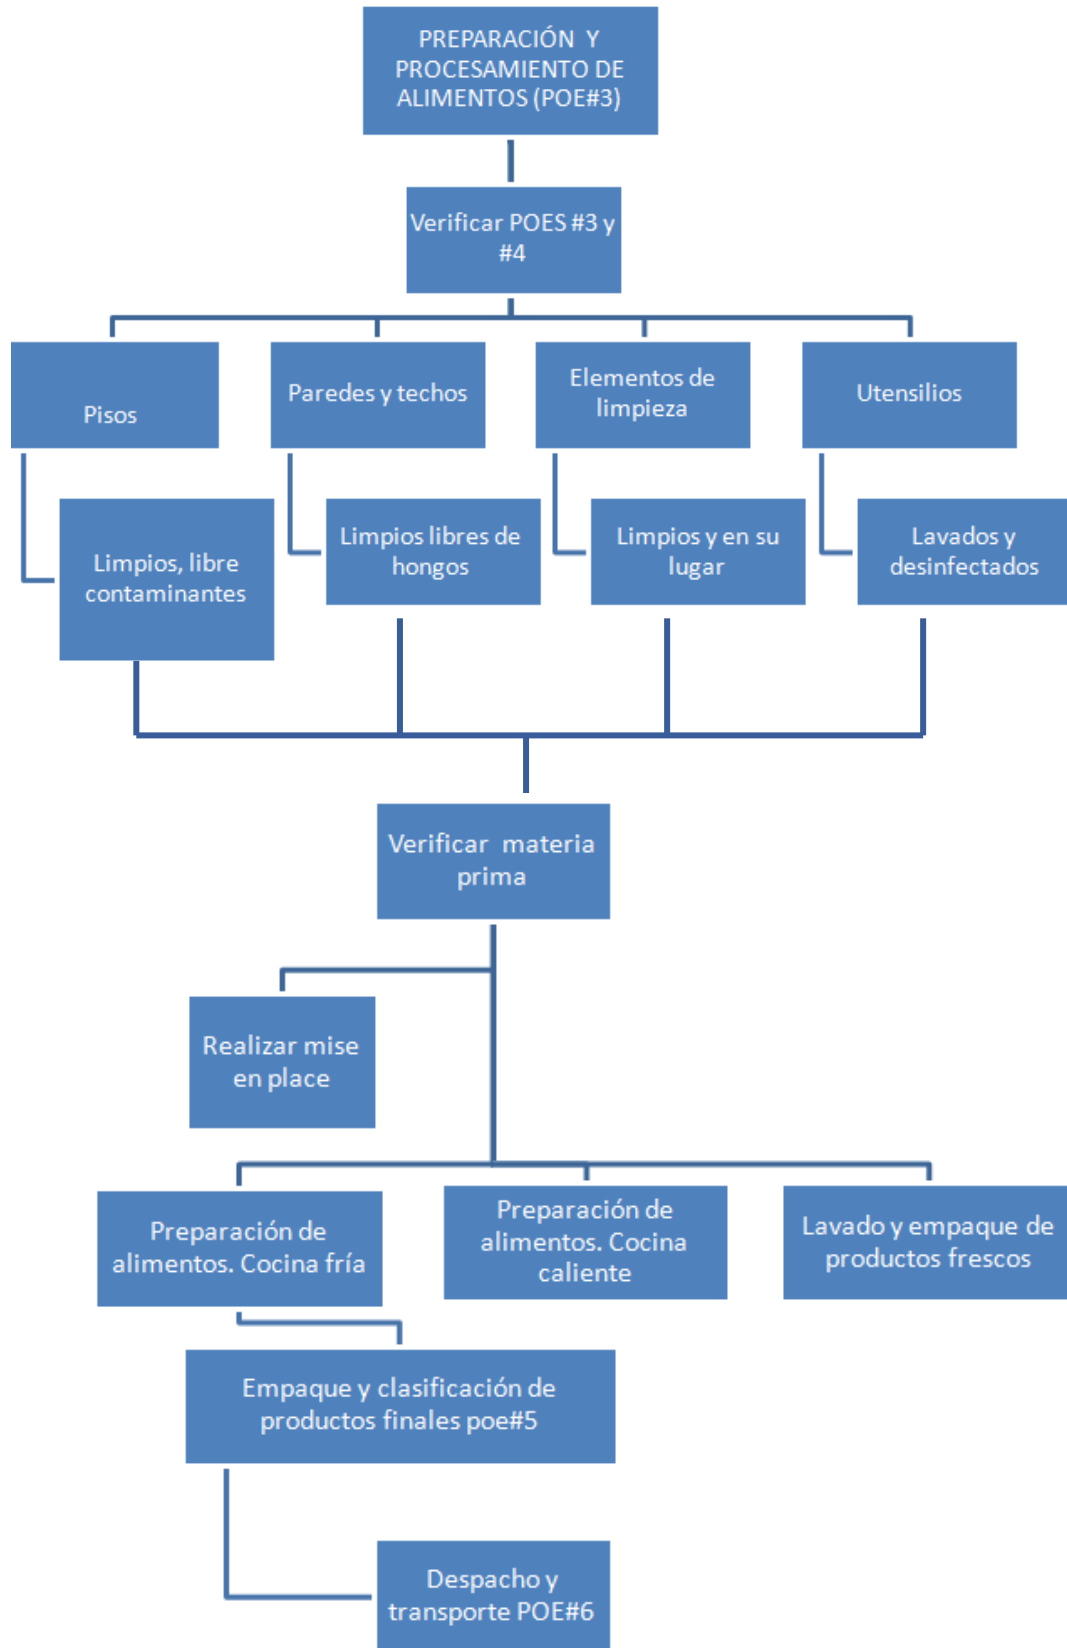 PREPARACIÓN Y
PROCESAMIENTO DE
ALIMENTOS (POE#3)
Verificar POES #3 y
#4
Pisos
Paredes y techos
Elementos de
limpieza
Utensilios
Limpios, libre
contaminantes
Limpios libres de
hongos
Limpios y en su
lugar
Lavados y
desinfectados
Verificar materia
prima
Realizar mise
en place
Preparación de
alimentos. Cocina fría
Preparación de
alimentos. Cocina
caliente
Lavado y empaque de
productos frescos
Empaque y clasificación de
productos finales poe#5
Despacho y
transporte POE#6